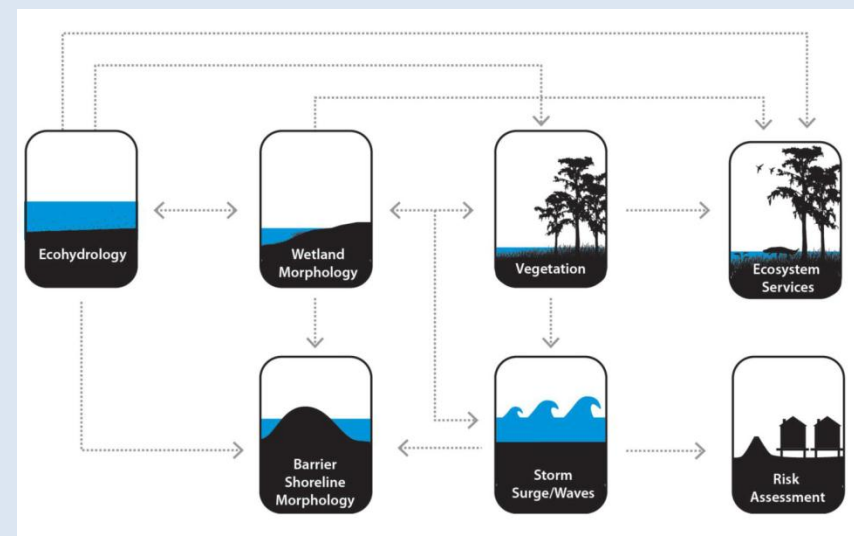 Ecohydrology
Wetland
Morphology
Vegetation
Ecosystem
Services
Barrier
Shoreline
Morphology
Storm
Surge/Waves
Risk
Assessment